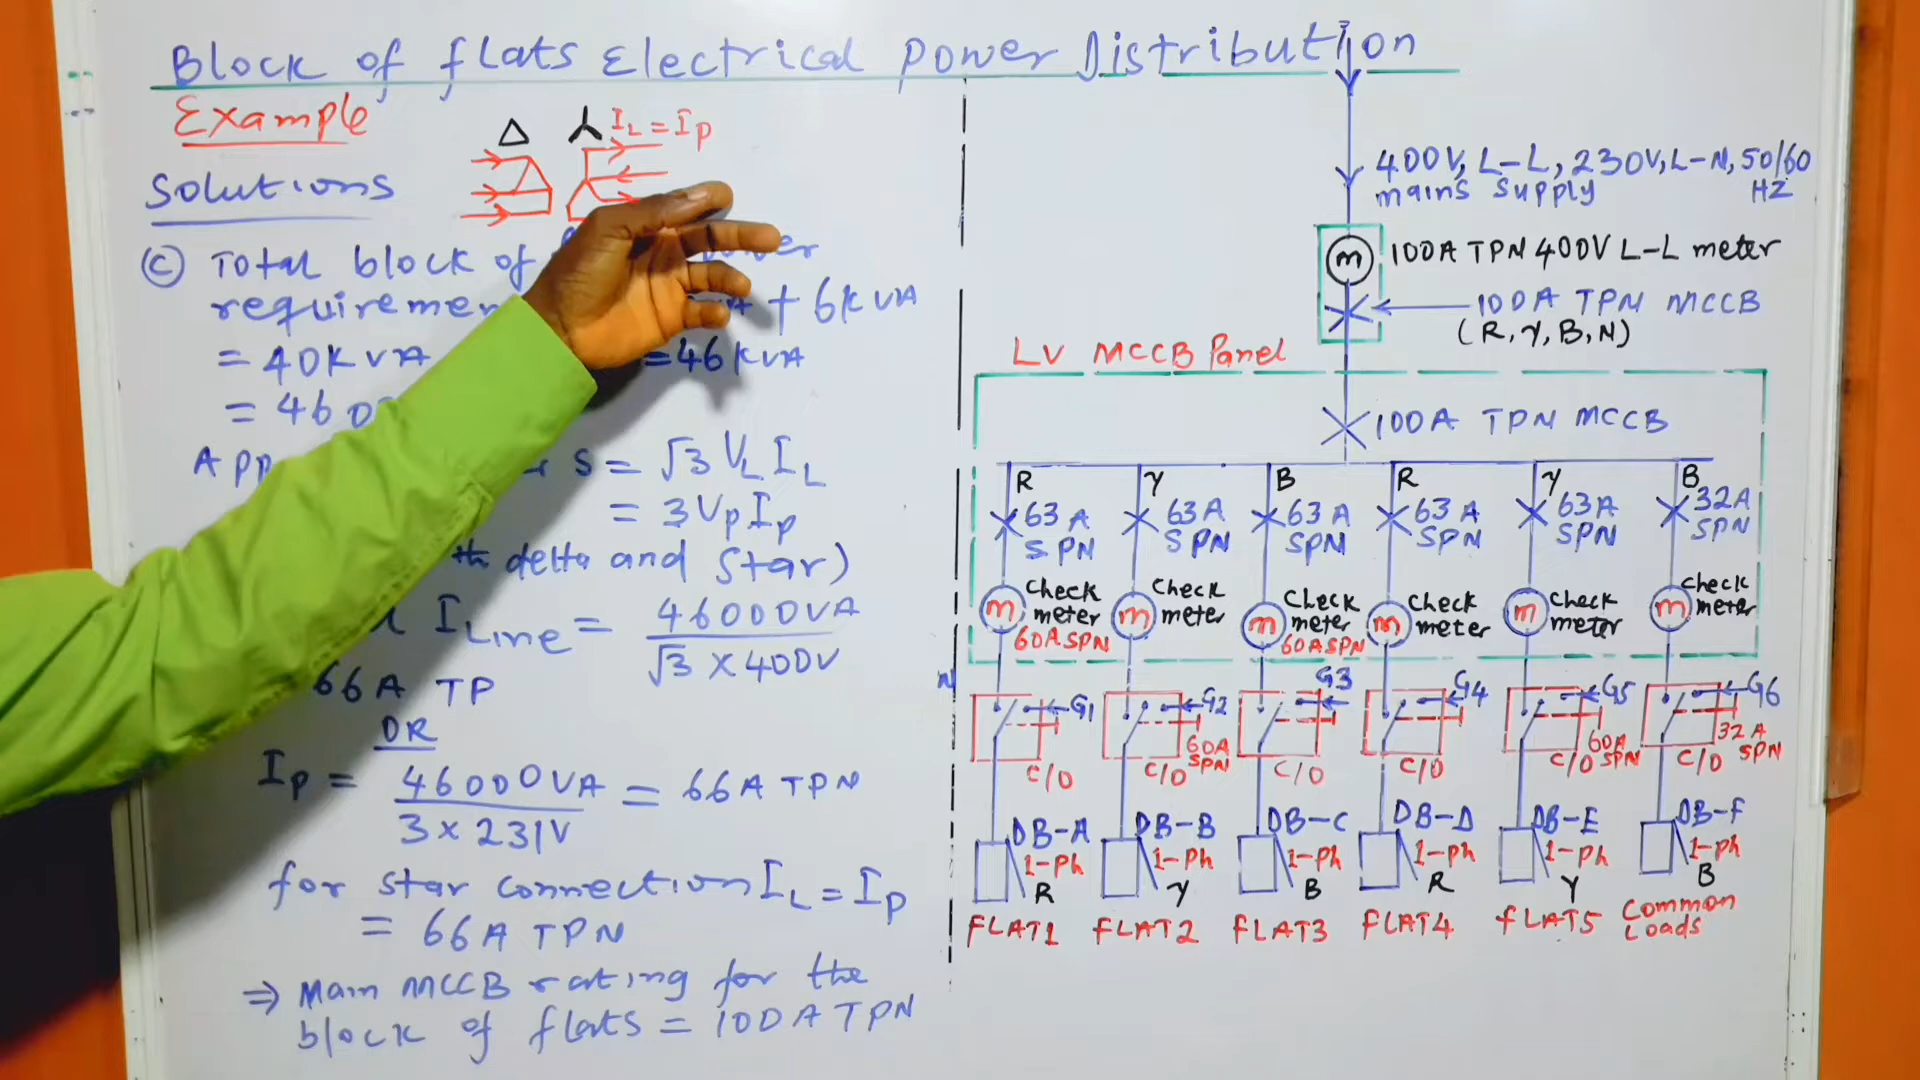 Block of flats Electrical Power Distribution
Example
Δ
I_L = I_P
Solutions
(c) Total block of power
+ 6KVA
= 40KVA = 46KVA
S = √3 V_L I_L
= 3V_P I_P
delta and Star)
I_Line = 46000VA
√3 × 400V
66A TP
OR
I_P = 46000VA = 66A TPN
3 × 231V
for star connection I_L = I_P
= 66A TPN
⇒ Main MCCB rating for the
block of flats = 100A TPN
400V, L-L, 230V, L-N, 50/60
HZ
mains supply
m
100A TPN 400V L-L meter
100A TPN MCCB
(R, Y, B, N)
LV MCCB Panel
100A TPN MCCB
R Y B R Y B
63A 63A 63A 63A 63A 32A
SPN SPN SPN SPN SPN SPN
m m m m m m
Check Check Check Check Check Check
meter meter meter meter meter meter
60A SPN 60A SPN
G1 G2 G3 G4 G5 G6
60A SPN 60A SPN 32A SPN
C/O C/O C/O C/O C/O C/O
DB-A DB-B DB-C DB-D DB-E DB-F
1-Ph 1-Ph 1-Ph 1-Ph 1-Ph 1-Ph
R Y B R Y B
FLAT1 FLAT2 FLAT3 FLAT4 FLAT5 Common
Loads